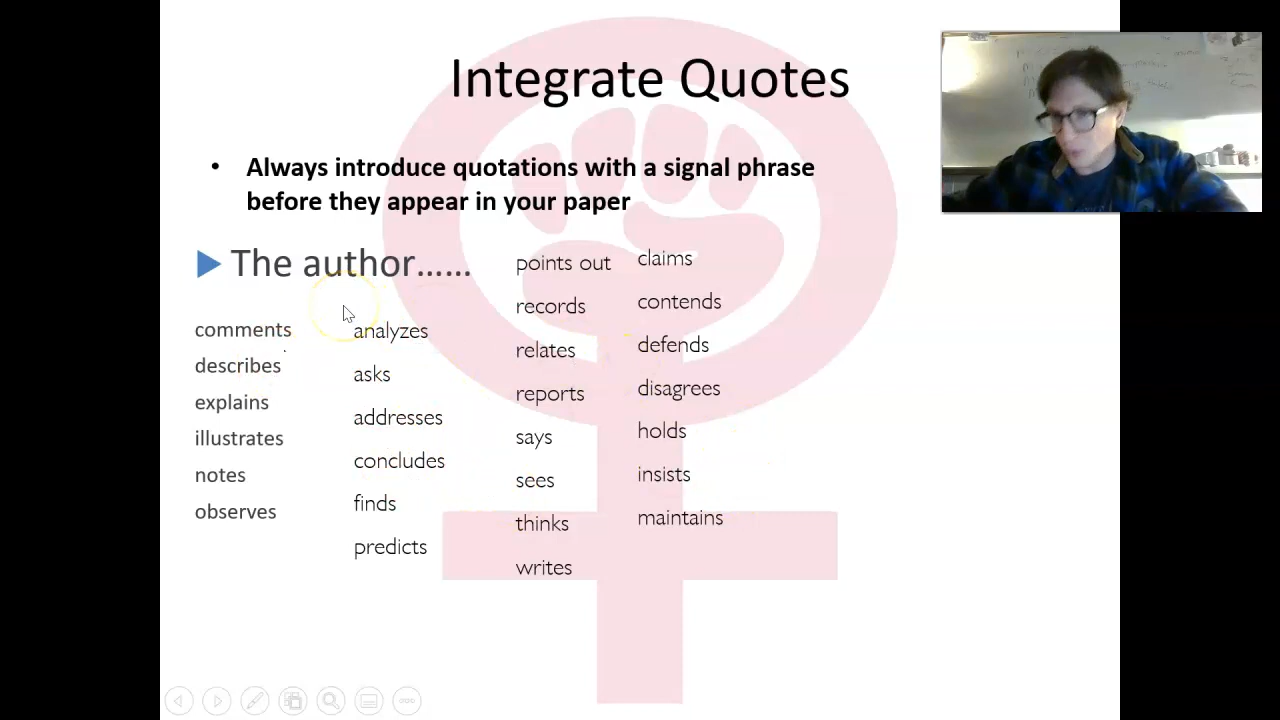 Integrate Quotes
• Always introduce quotations with a signal phrase
before they appear in your paper
The author......
comments
describes
explains
illustrates
notes
observes
analyzes
asks
addresses
concludes
finds
predicts
points out
records
relates
reports
says
sees
thinks
writes
claims
contends
defends
disagrees
holds
insists
maintains